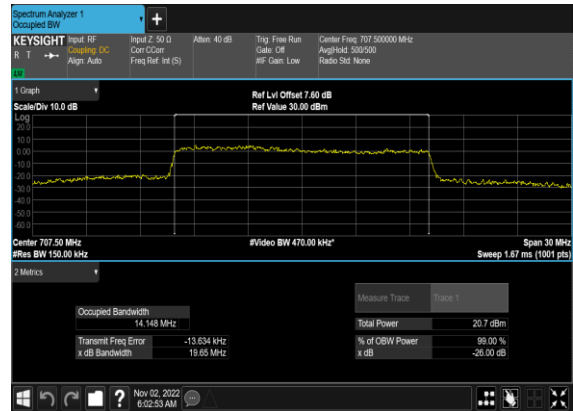 Spectrum Analyzer 1
Occupied BW
+
KEYSIGHT
R T
LU
Input: RF
Coupling: DC
Align: Auto
Input Z: 50 Ω
Corr CCorr
Freq Ref: Int (S)
Atten: 40 dB
Trig: Free Run
Gate: Off
#IF Gain: Low
Center Freq: 707.500000 MHz
Avg|Hold: 500/500
Radio Std: None
1 Graph
Scale/Div 10.0 dB
Ref Lvl Offset 7.60 dB
Ref Value 30.00 dBm
Log
20.0
10.0
0.00
-10.0
-20.0
-30.0
-40.0
-50.0
-60.0
Center 707.50 MHz
#Res BW 150.00 kHz
#Video BW 470.00 kHz*
Span 30 MHz
Sweep 1.67 ms (1001 pts)
2 Metrics
Measure Trace Trace 1
Occupied Bandwidth
14.148 MHz
Total Power 20.7 dBm
Transmit Freq Error -13.634 kHz
% of OBW Power 99.00 %
x dB Bandwidth 19.65 MHz
x dB -26.00 dB
?
Nov 02, 2022
6:02:53 AM